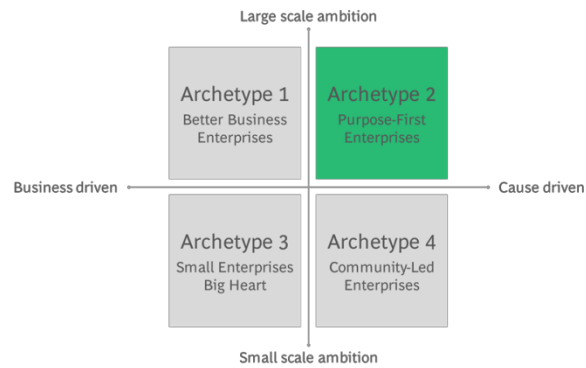 Large scale ambition
Archetype 1
Better Business
Enterprises
Archetype 2
Purpose-First
Enterprises
Business driven
Cause driven
Archetype 3
Small Enterprises
Big Heart
Archetype 4
Community-Led
Enterprises
Small scale ambition